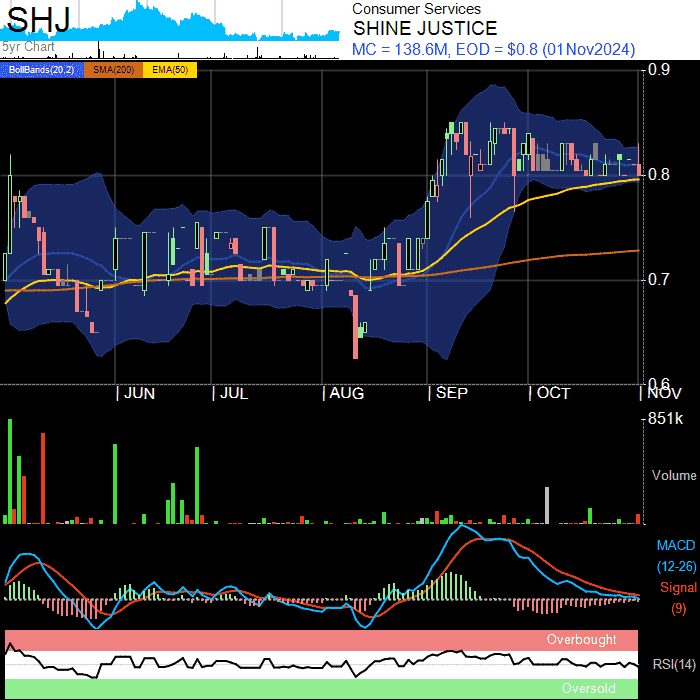 SHJ
5yr Chart
Consumer Services
SHINE JUSTICE
MC = 138.6M, EOD = $0.8 (01Nov2024)
BollBands(20,2) SMA(200) EMA(50)
0.9
0.8
0.7
0.6
JUN JUL AUG SEP OCT NOV
851k
Volume
MACD
(12-26)
Signal
(9)
Overbought
RSI(14)
Oversold